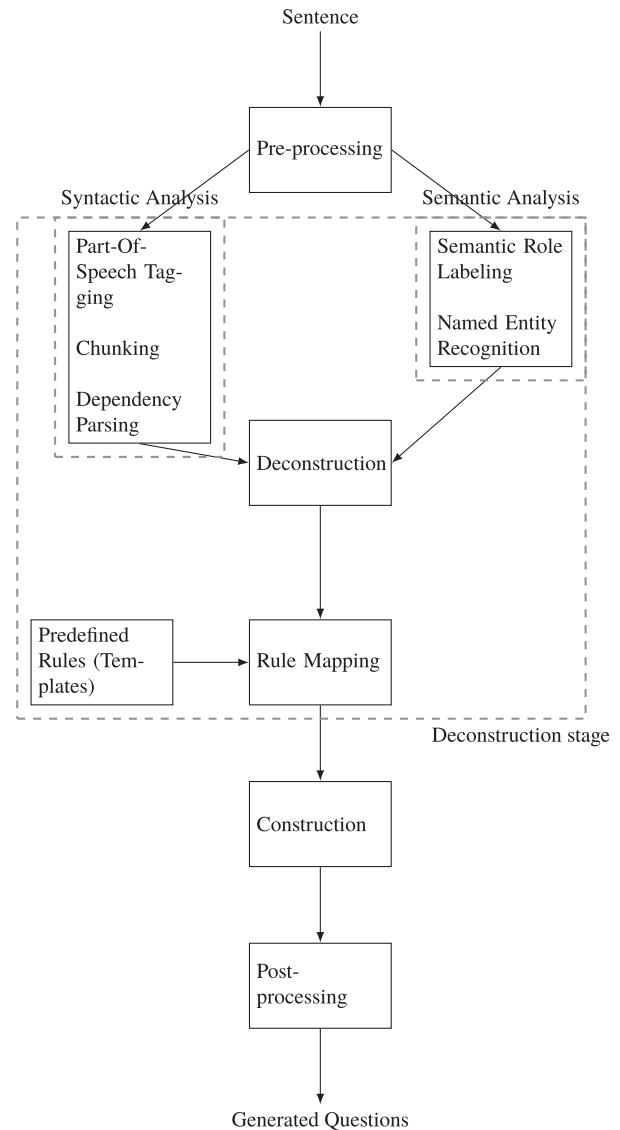 Sentence
Pre-processing
Syntactic Analysis
Semantic Analysis
Part-Of-
Speech Tag-
ging
Chunking
Dependency
Parsing
Semantic Role
Labeling
Named Entity
Recognition
Deconstruction
Predefined
Rules (Tem-
plates)
Rule Mapping
Deconstruction stage
Construction
Post-
processing
Generated Questions